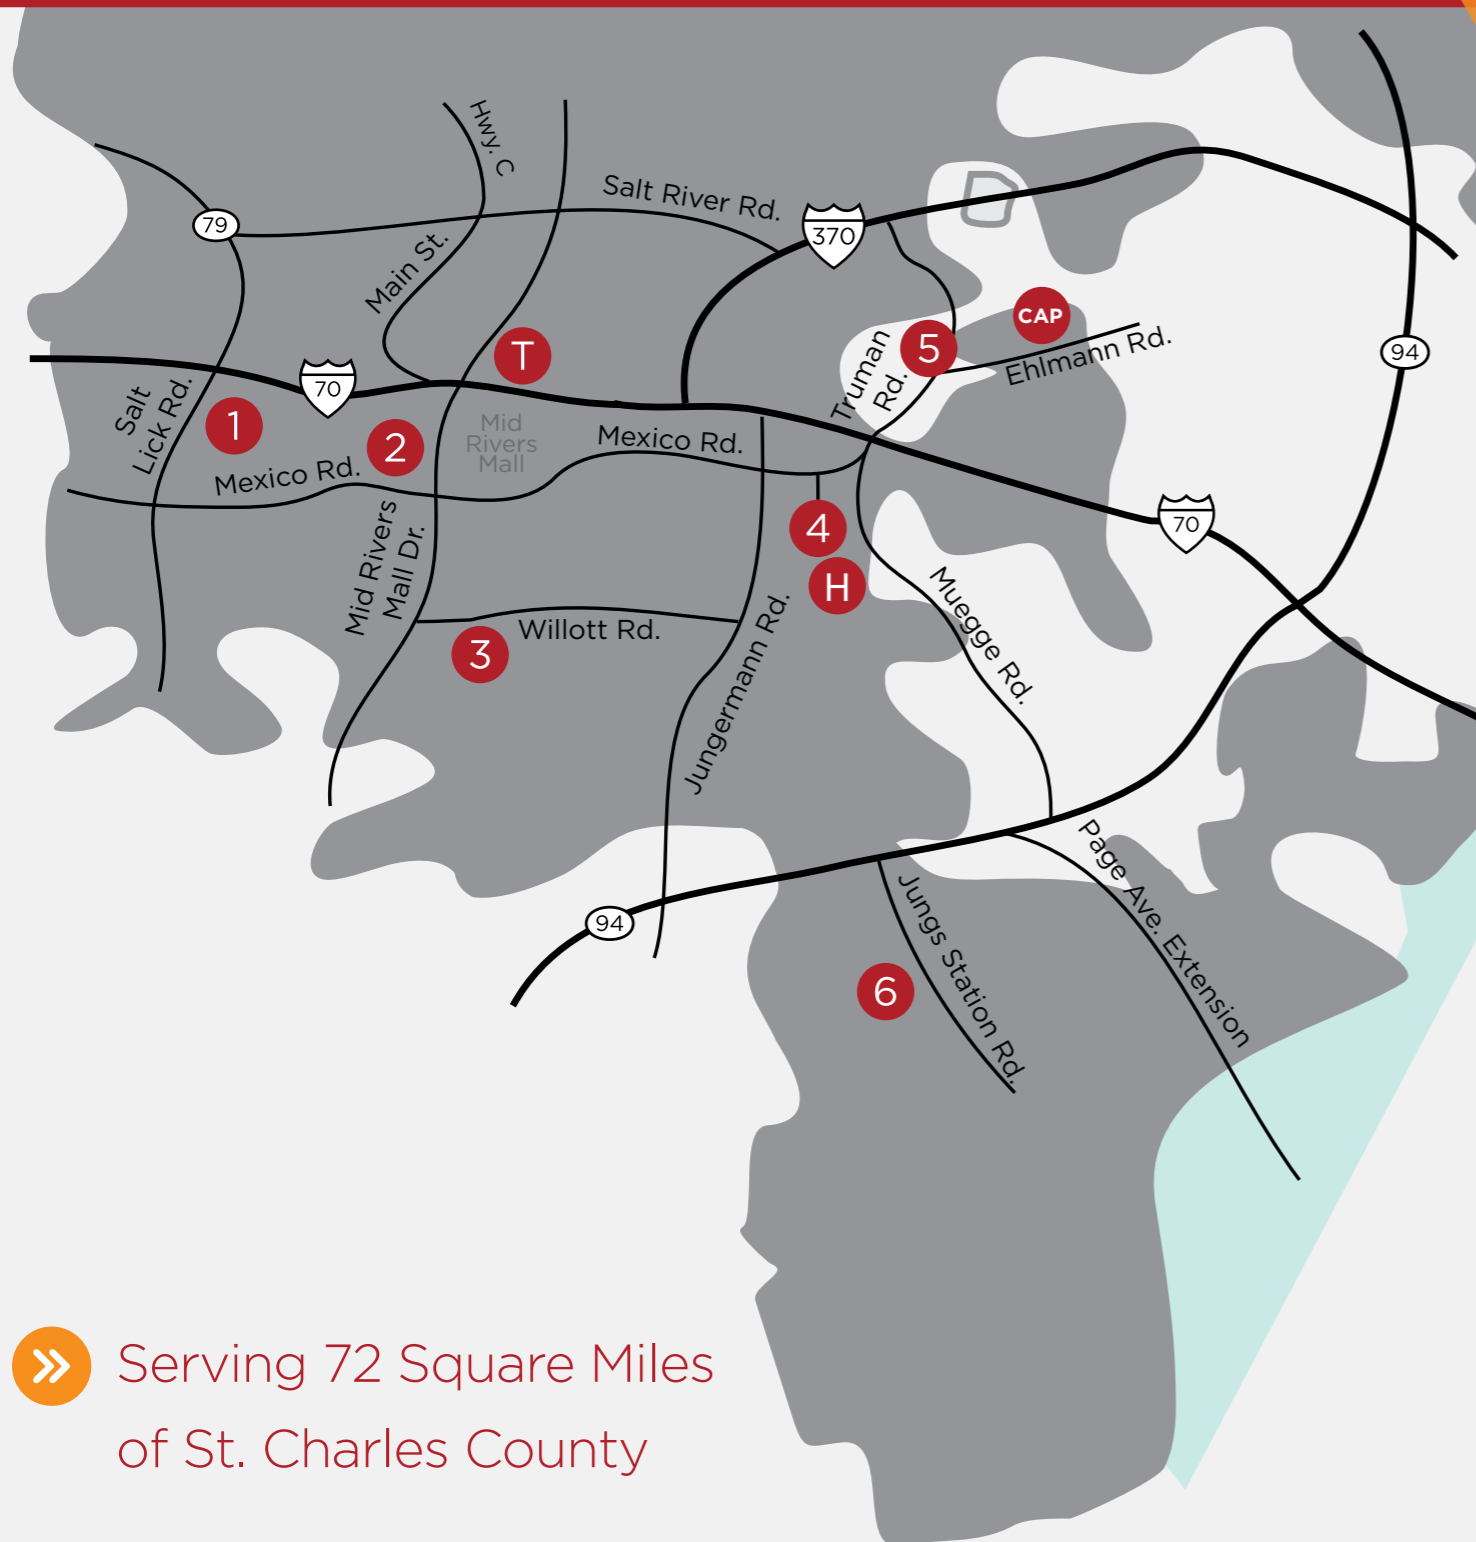 Hwy. C
Salt River Rd.
79
370
Main St.
CAP
T
5
Truman
Rd.
Ehlmann Rd.
94
70
Salt
Lick Rd.
1
2
Mid
Rivers
Mall
Mexico Rd.
Mexico Rd.
70
4
H
Mid Rivers
Mall Dr.
Muegge Rd.
Willott Rd.
3
Jungermann Rd.
Page Ave. Extension
94
Jungs Station Rd.
6
Serving 72 Square Miles
of St. Charles County